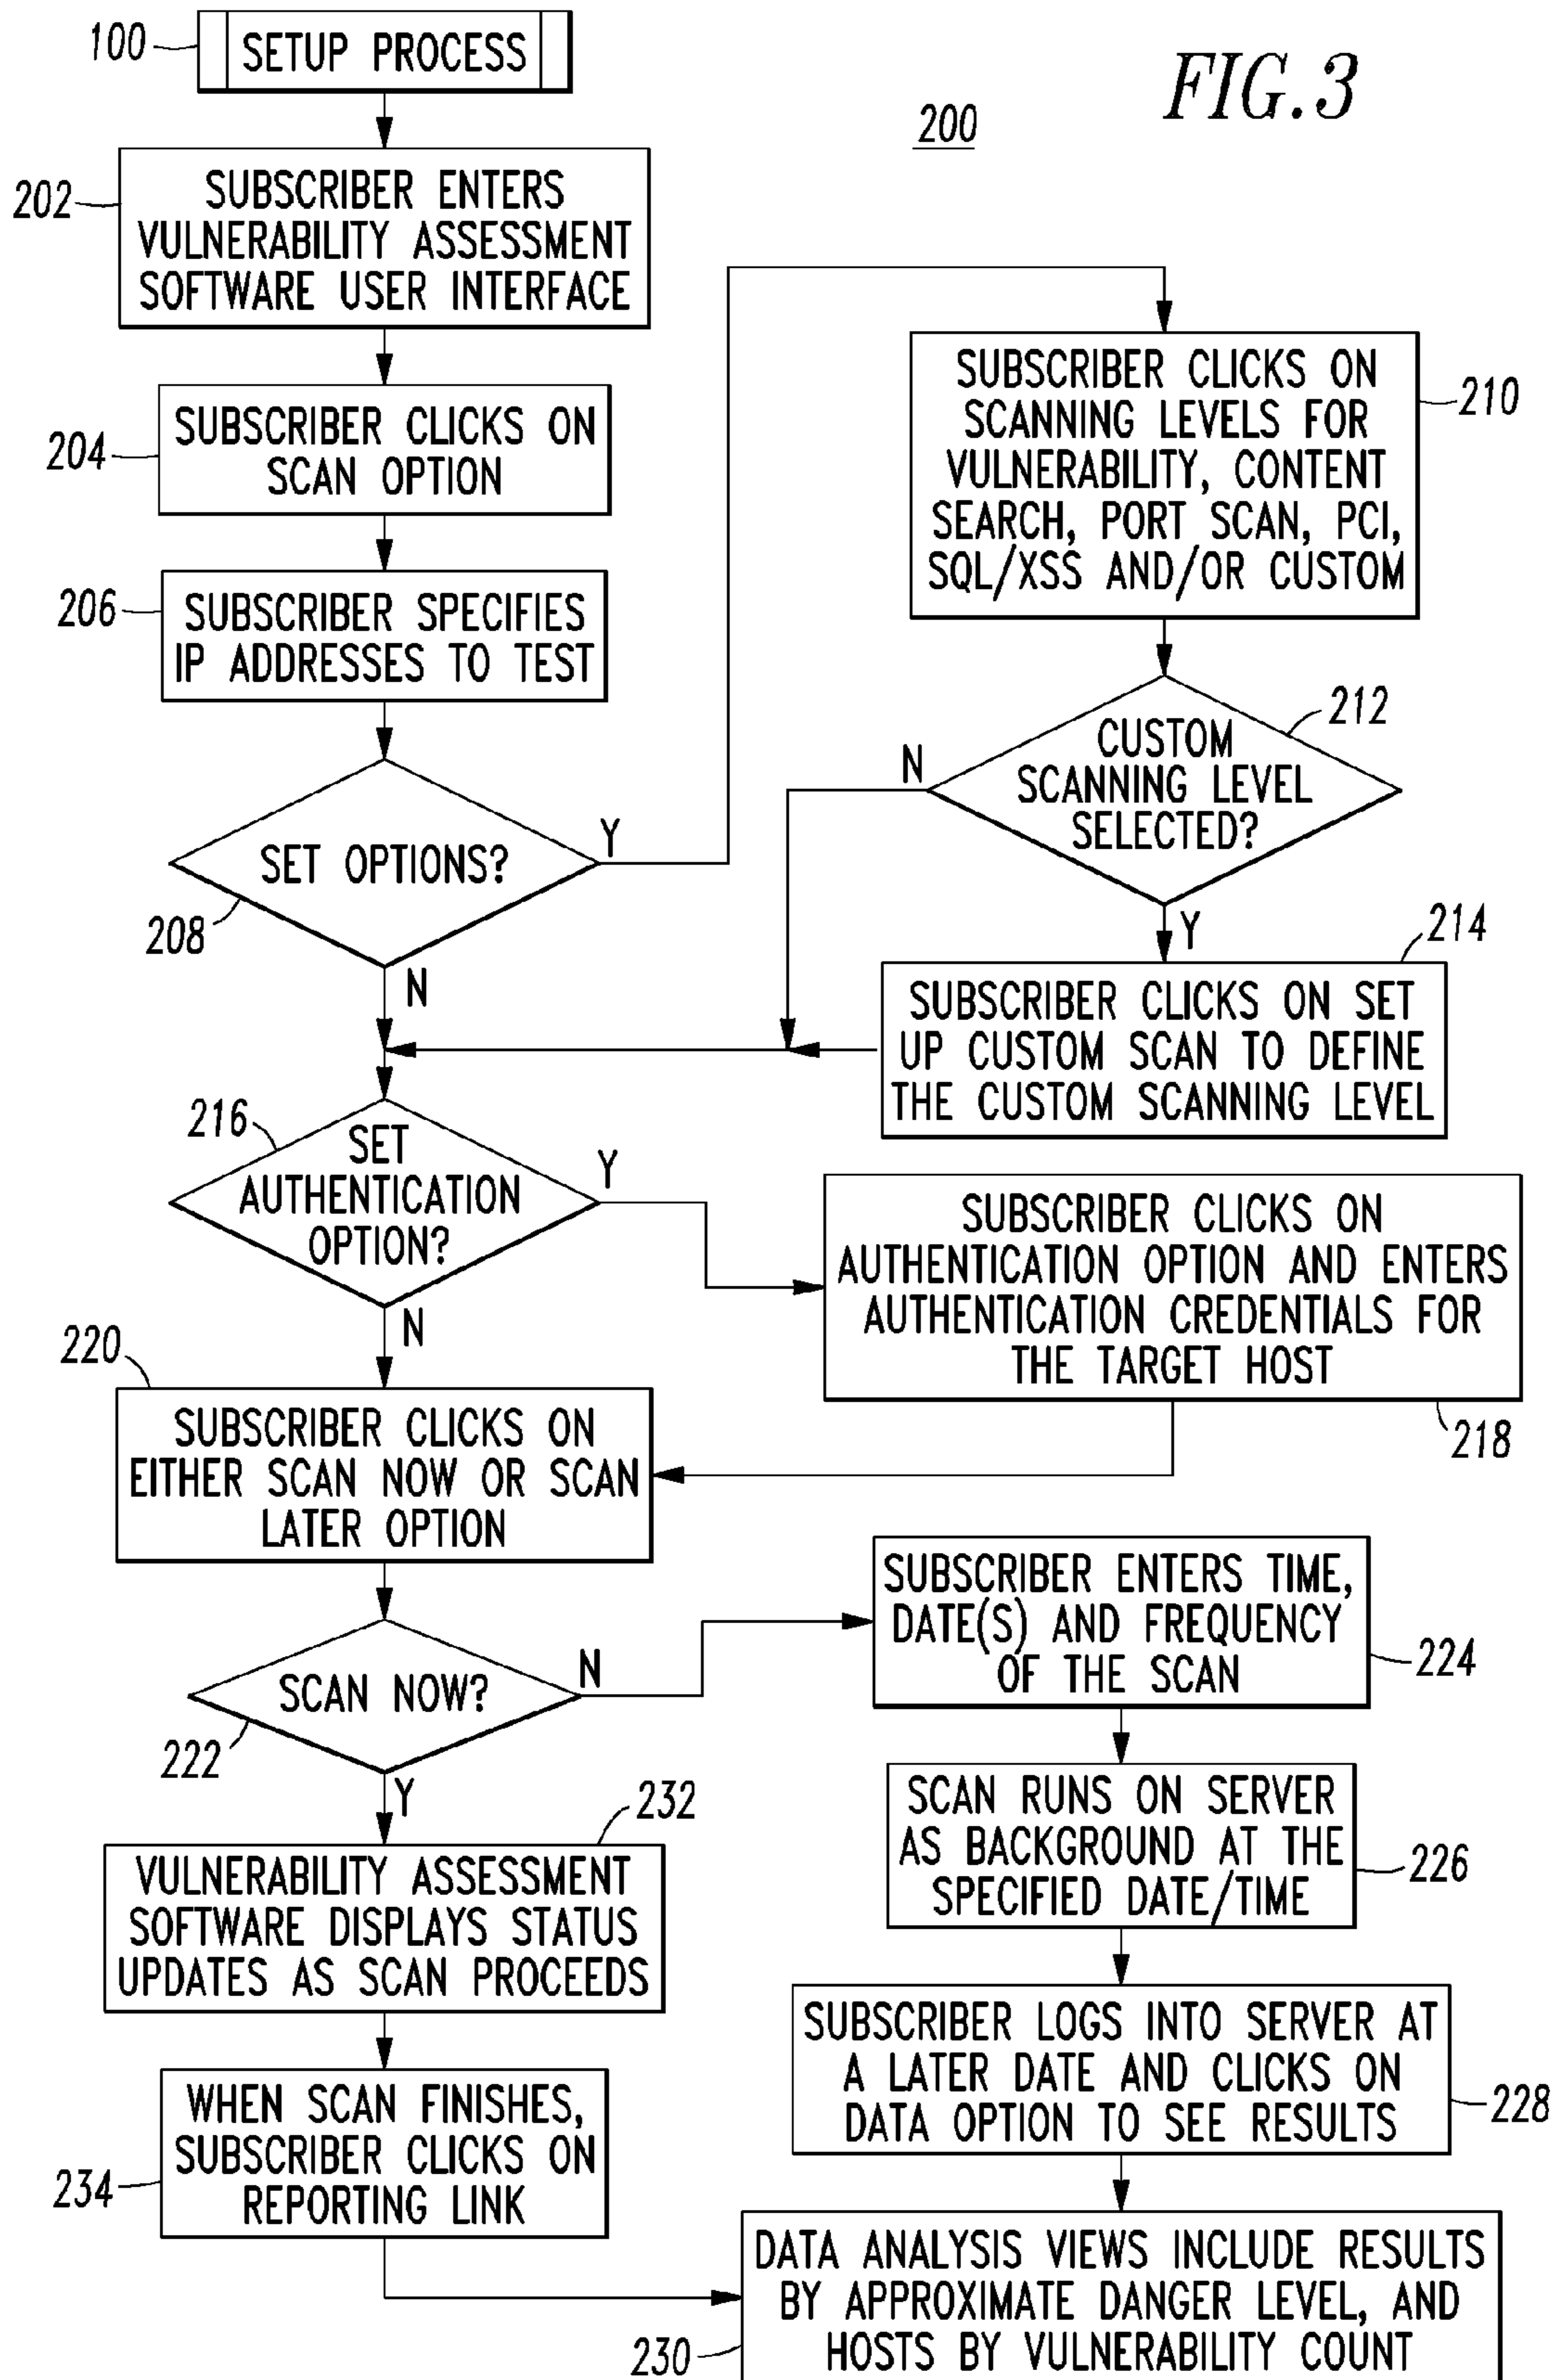 FIG.3
200
100
SETUP PROCESS
202
SUBSCRIBER ENTERS
VULNERABILITY ASSESSMENT
SOFTWARE USER INTERFACE
204
SUBSCRIBER CLICKS ON
SCAN OPTION
206
SUBSCRIBER SPECIFIES
IP ADDRESSES TO TEST
SET OPTIONS?
208
Y
N
SUBSCRIBER CLICKS ON
SCANNING LEVELS FOR
VULNERABILITY, CONTENT
SEARCH, PORT SCAN, PCI,
SQL/XSS AND/OR CUSTOM
210
CUSTOM
SCANNING LEVEL
SELECTED?
212
N
Y
214
SUBSCRIBER CLICKS ON SET
UP CUSTOM SCAN TO DEFINE
THE CUSTOM SCANNING LEVEL
216
SET
AUTHENTICATION
OPTION?
Y
N
SUBSCRIBER CLICKS ON
AUTHENTICATION OPTION AND ENTERS
AUTHENTICATION CREDENTIALS FOR
THE TARGET HOST
218
220
SUBSCRIBER CLICKS ON
EITHER SCAN NOW OR SCAN
LATER OPTION
SCAN NOW?
222
N
Y
SUBSCRIBER ENTERS TIME,
DATE(S) AND FREQUENCY
OF THE SCAN
224
SCAN RUNS ON SERVER
AS BACKGROUND AT THE
SPECIFIED DATE/TIME
226
SUBSCRIBER LOGS INTO SERVER AT
A LATER DATE AND CLICKS ON
DATA OPTION TO SEE RESULTS
228
232
VULNERABILITY ASSESSMENT
SOFTWARE DISPLAYS STATUS
UPDATES AS SCAN PROCEEDS
234
WHEN SCAN FINISHES,
SUBSCRIBER CLICKS ON
REPORTING LINK
DATA ANALYSIS VIEWS INCLUDE RESULTS
BY APPROXIMATE DANGER LEVEL, AND
HOSTS BY VULNERABILITY COUNT
230